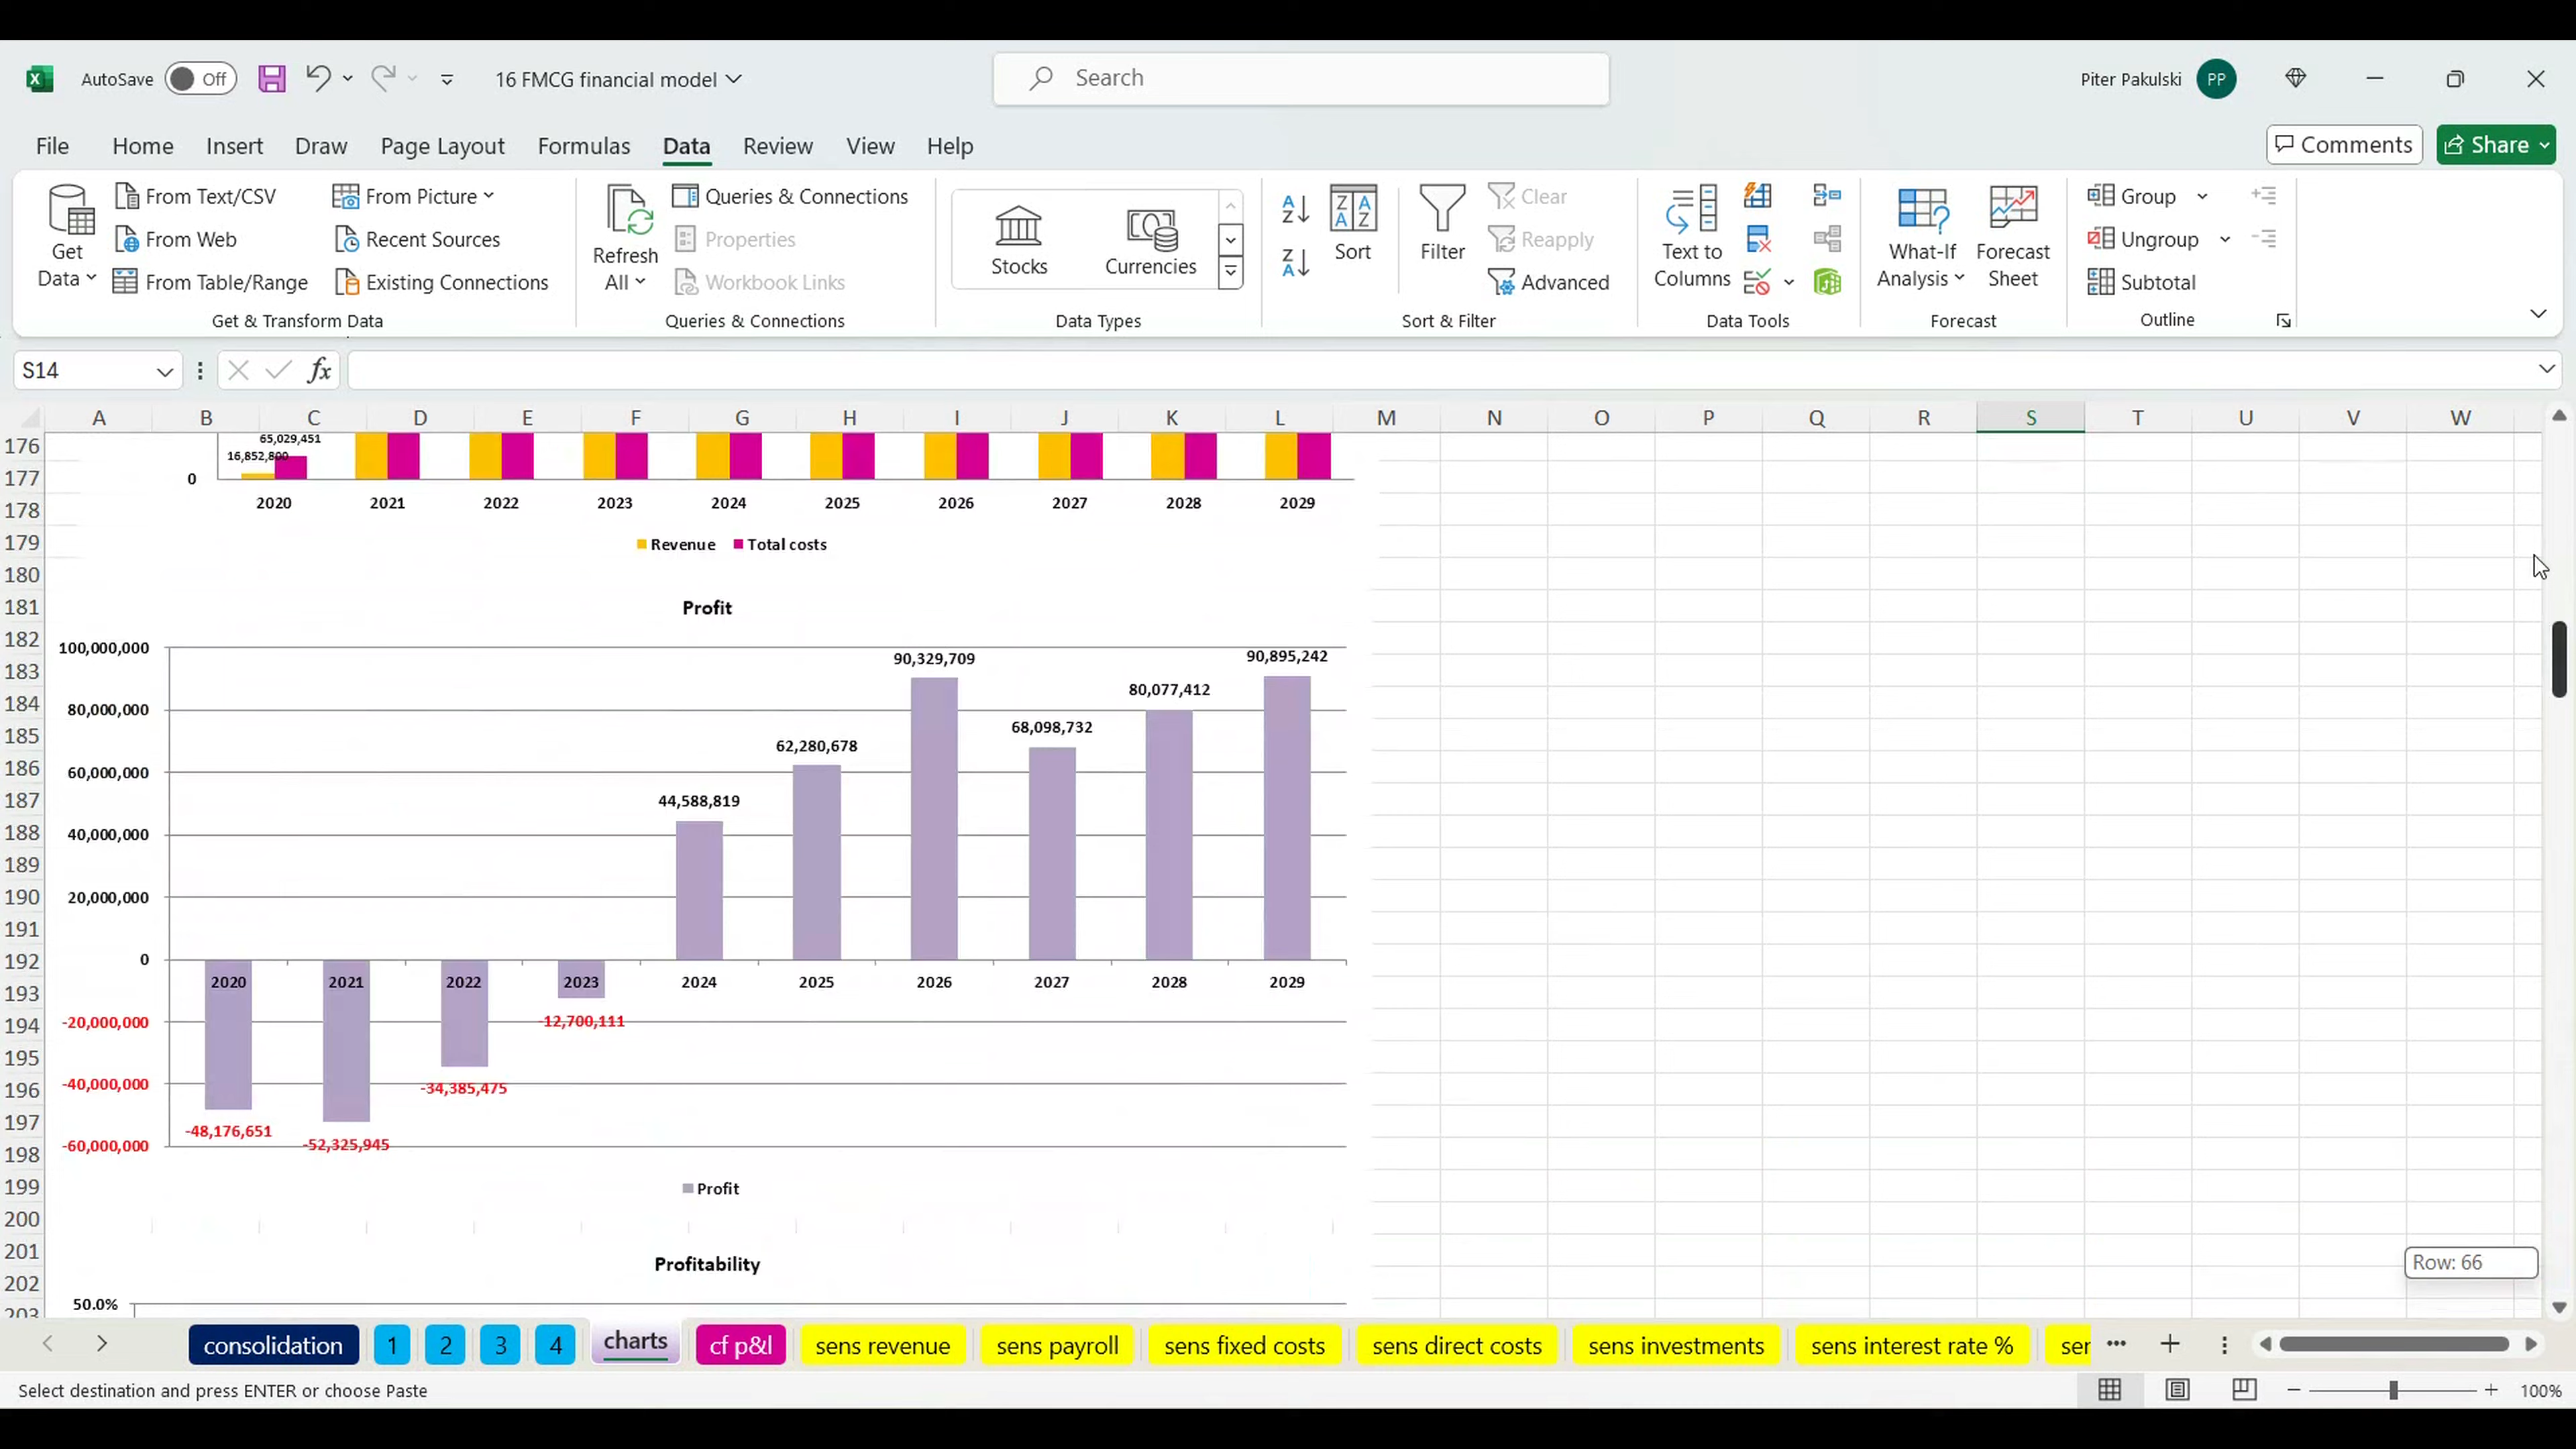 AutoSave Off 16 FMCG financial model Search Piter Pakulski PP
File Home Insert Draw Page Layout Formulas Data Review View Help Comments Share
Get Data From Text/CSV From Picture Refresh All Queries & Connections Stocks Currencies Sort Filter Clear Text to Columns What-If Analysis Forecast Sheet Group
From Web Recent Sources Properties Reapply Ungroup
From Table/Range Existing Connections Workbook Links Advanced Subtotal
Get & Transform Data Queries & Connections Data Types Sort & Filter Data Tools Forecast Outline
S14 fx
A B C D E F G H I J K L M N O P Q R S T U V W
176 65,029,451
16,852,800
177 0
178 2020 2021 2022 2023 2024 2025 2026 2027 2028 2029
179 Revenue Total costs
180
181 Profit
182 100,000,000
183 90,329,709 90,895,242
184 80,000,000 80,077,412
185 68,098,732
186 60,000,000 62,280,678
187 44,588,819
188 40,000,000
189
190 20,000,000
191
192 0
193 2020 2021 2022 2023 2024 2025 2026 2027 2028 2029
194 -20,000,000 -12,700,111
195
196 -40,000,000 -34,385,475
197 -48,176,651
198 -60,000,000 -52,325,945
199 Profit
200
201 Profitability
202 Row: 66
203 50.0%
consolidation 1 2 3 4 charts cf p&l sens revenue sens payroll sens fixed costs sens direct costs sens investments sens interest rate % ser
Select destination and press ENTER or choose Paste 100%